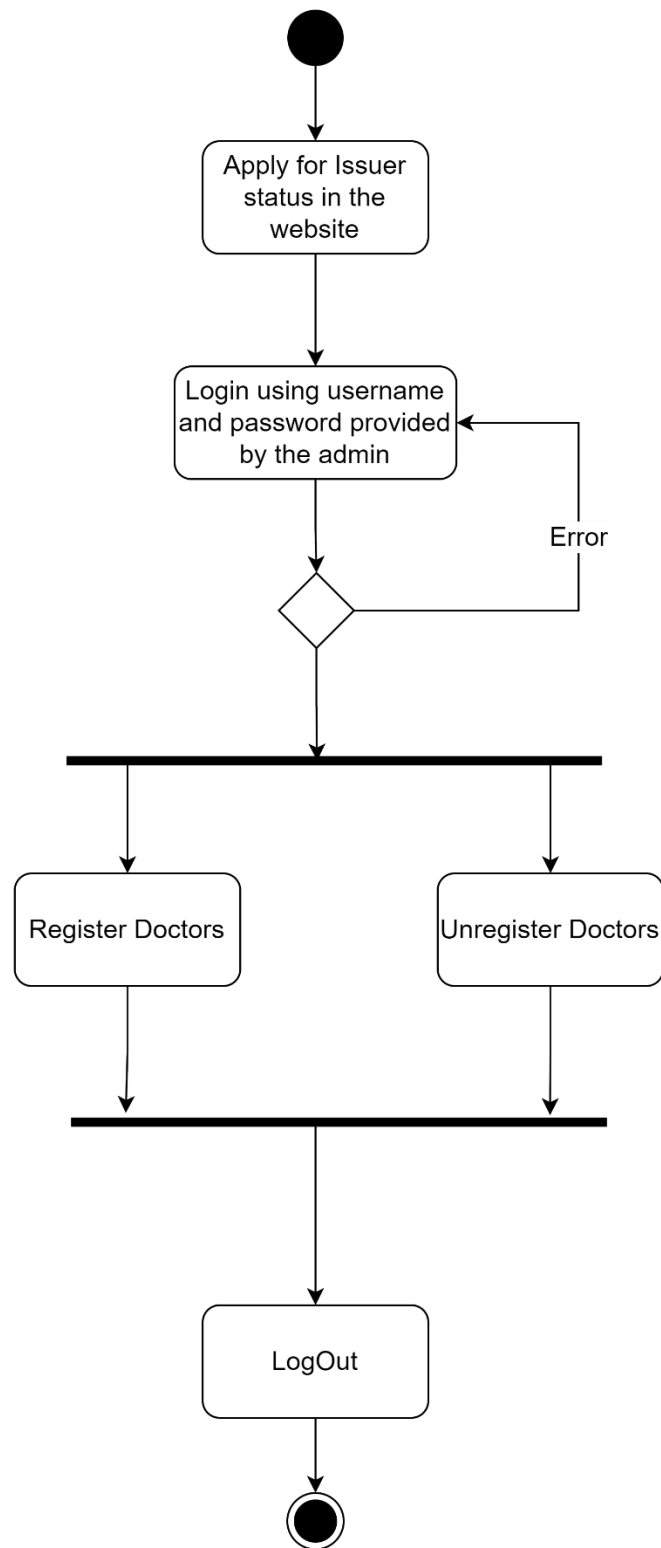 Apply for Issuer
status in the
website
Login using username
and password provided
by the admin
Error
Register Doctors
Unregister Doctors
LogOut